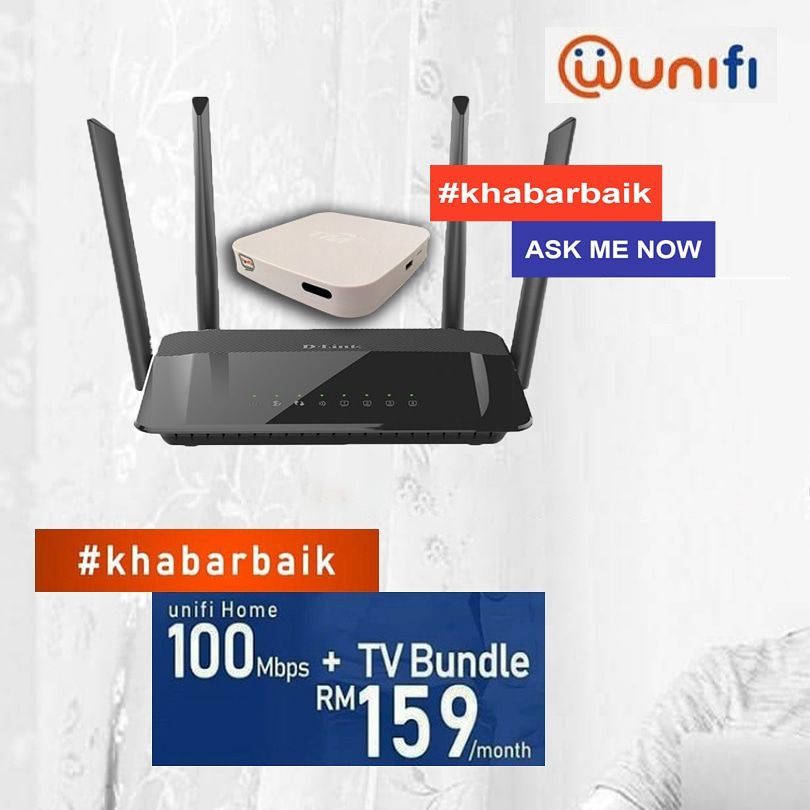 unifi
#khabarbaik
ASK ME NOW
D-Link
#khabarbaik
unifi Home
100Mbps + TV Bundle
RM159/month